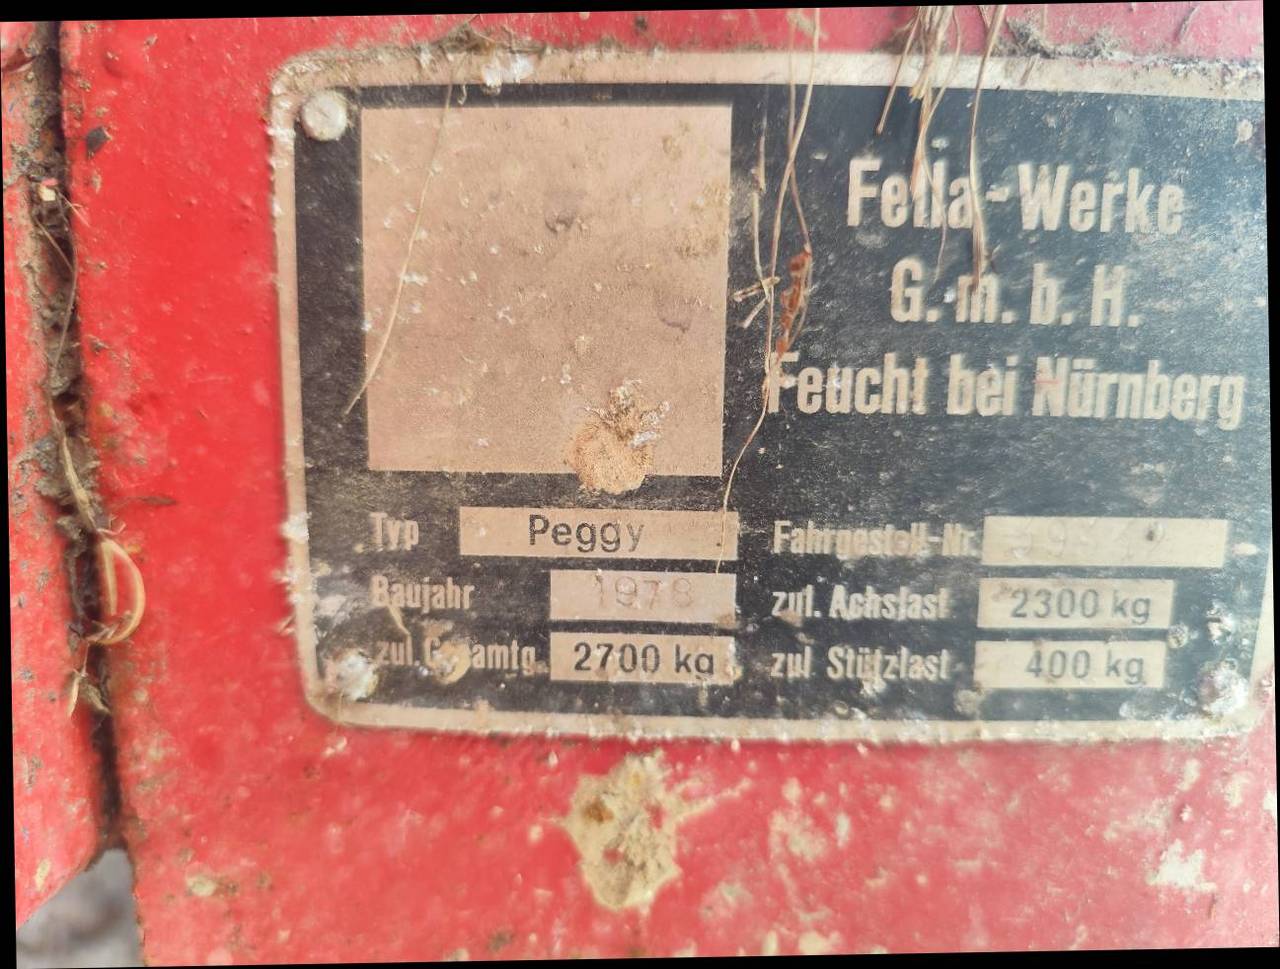 Fella-Werke
G. m. b. H.
Feucht bei Nürnberg
Typ Peggy
Fahrgestell-Nr.
Baujahr 1978
zul. Achslast 2300 kg
zul. Gesamtg. 2700 kg
zul Stützlast 400 kg